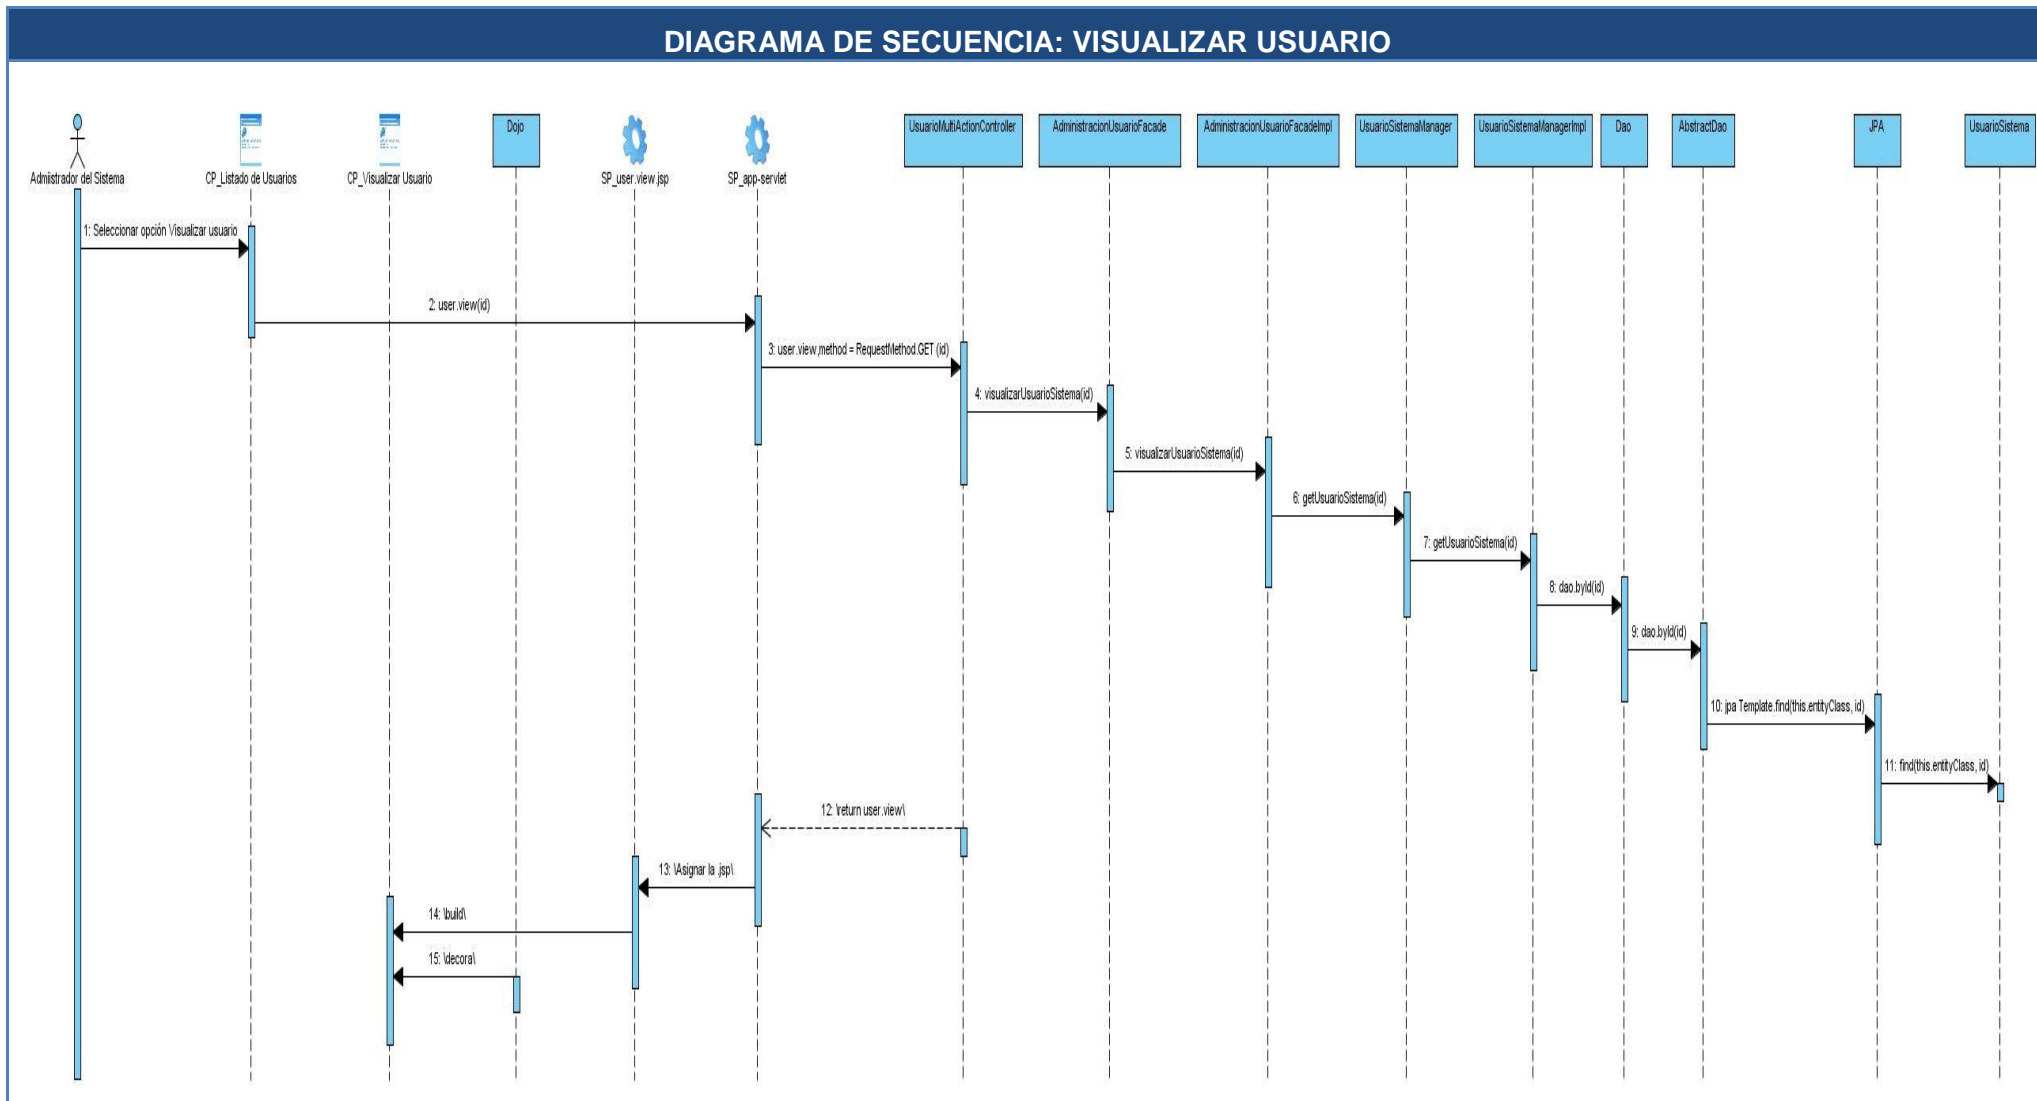 DIAGRAMA DE SECUENCIA: VISUALIZAR USUARIO
Admiistrador del Sistema
CP_Listado de Usuarios
CP_Visualizar Usuario
Dojo
SP_user.view.jsp
SP_app-servlet
UsuarioMultiActionController
AdministracionUsuarioFacade
AdministracionUsuarioFacadeImpl
UsuarioSistemaManager
UsuarioSistemaManagerImpl
Dao
AbstractDao
JPA
UsuarioSistema
1: Seleccionar opción Visualizar usuario
2: user.view(id)
3: user.view,method = RequestMethod.GET (id)
4: visualizarUsuarioSistema(id)
5: visualizarUsuarioSistema(id)
6: getUsuarioSistema(id)
7: getUsuarioSistema(id)
8: dao.byId(id)
9: dao.byId(id)
10: jpa Template.find(this.entityClass, id)
11: find(this.entityClass, id)
12: \return user.view\
13: \Asignar la .jsp\
14: \build\
15: \decora\